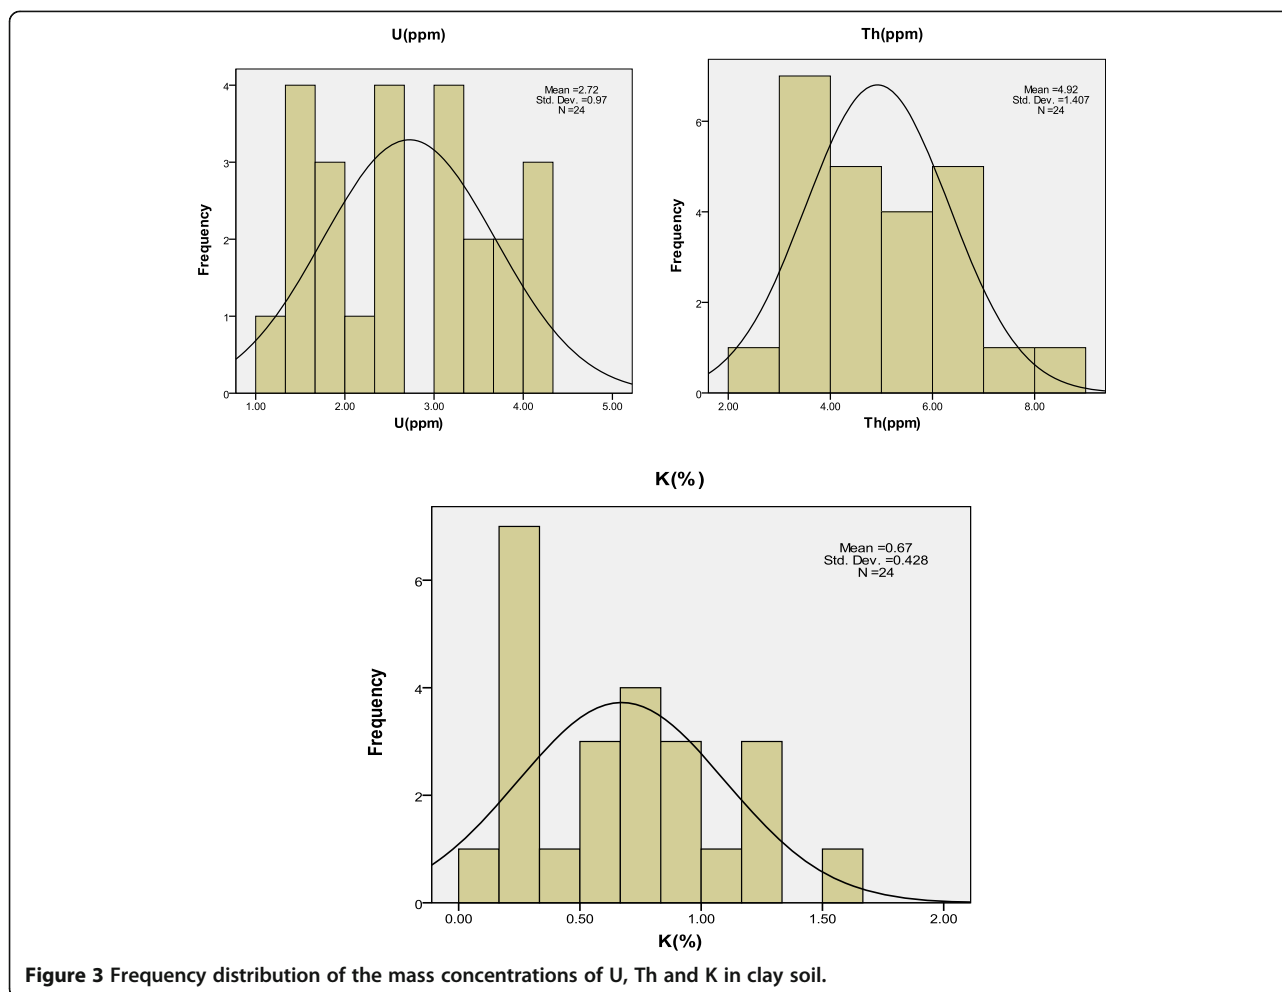 U(ppm)
Mean =2.72
Std. Dev. =0.97
N =24
Frequency
4
3
2
1
0
1.00 2.00 3.00 4.00 5.00
U(ppm)
Th(ppm)
Mean =4.92
Std. Dev. =1.407
N =24
Frequency
6
4
2
0
2.00 4.00 6.00 8.00
Th(ppm)
K(%)
Mean =0.67
Std. Dev. =0.428
N =24
Frequency
6
4
2
0
0.00 0.50 1.00 1.50 2.00
K(%)
Figure 3 Frequency distribution of the mass concentrations of U, Th and K in clay soil.